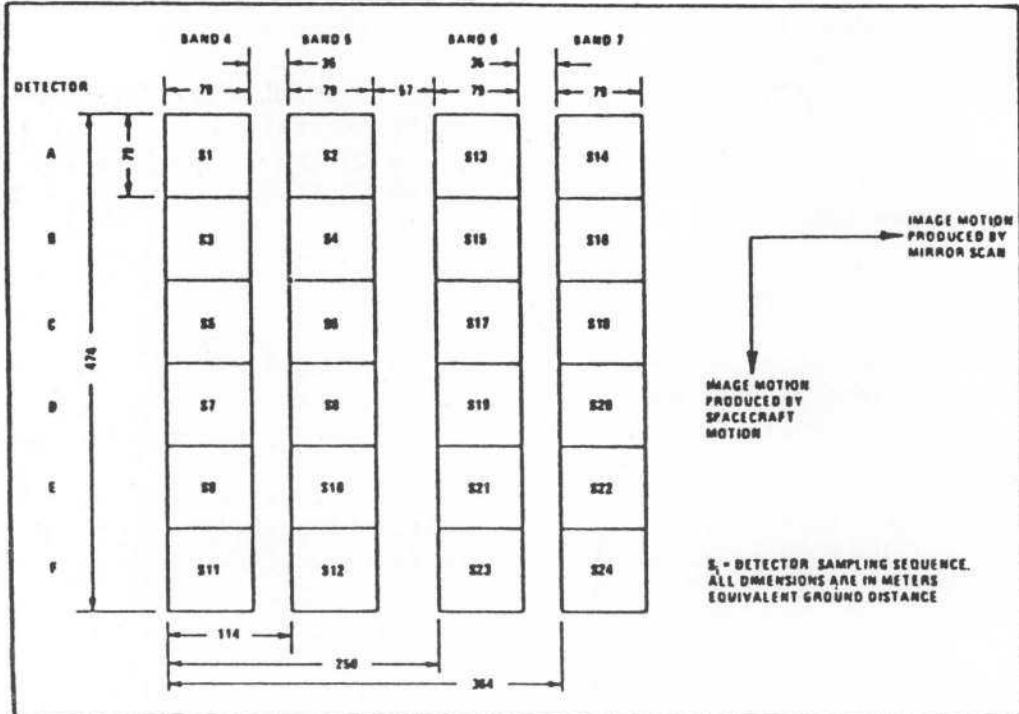 BAND 4 BAND 5 BAND 6 BAND 7
36 36
DETECTOR 79 79 57 79 79
A 79 S1 S2 S13 S14
B S3 S4 S15 S16
C S5 S6 S17 S18
D S7 S8 S19 S20
E S9 S10 S21 S22
F S11 S12 S23 S24
474
114
250
364
IMAGE MOTION
PRODUCED BY
MIRROR SCAN
IMAGE MOTION
PRODUCED BY
SPACECRAFT
MOTION
Si = DETECTOR SAMPLING SEQUENCE.
ALL DIMENSIONS ARE IN METERS
EQUIVALENT GROUND DISTANCE